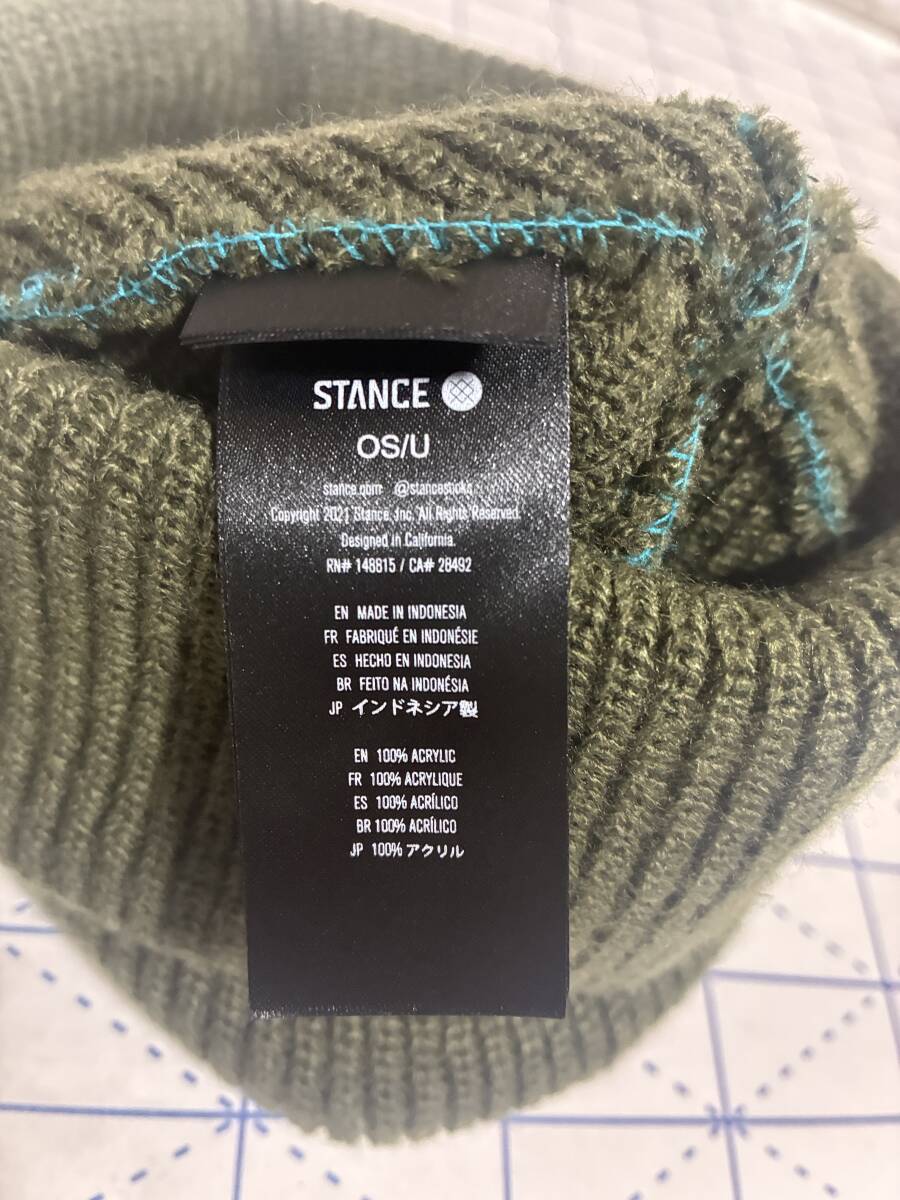 STANCE
OS/U
stance.com @stancesocks
Copyright 2021 Stance, Inc. All Rights Reserved.
Designed in California.
RN# 148815 / CA# 28492
EN MADE IN INDONESIA
FR FABRIQUÉ EN INDONÉSIE
ES HECHO EN INDONESIA
BR FEITO NA INDONÉSIA
JP インドネシア製
EN 100% ACRYLIC
FR 100% ACRYLIQUE
ES 100% ACRÍLICO
BR 100% ACRÍLICO
JP 100% アクリル